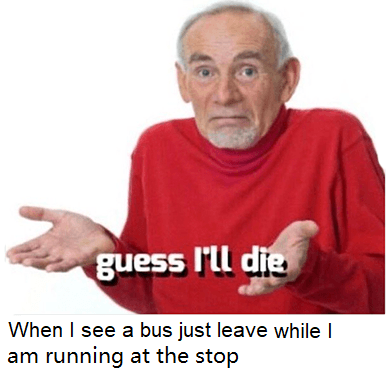 guess I'll die
When I see a bus just leave while I
am running at the stop